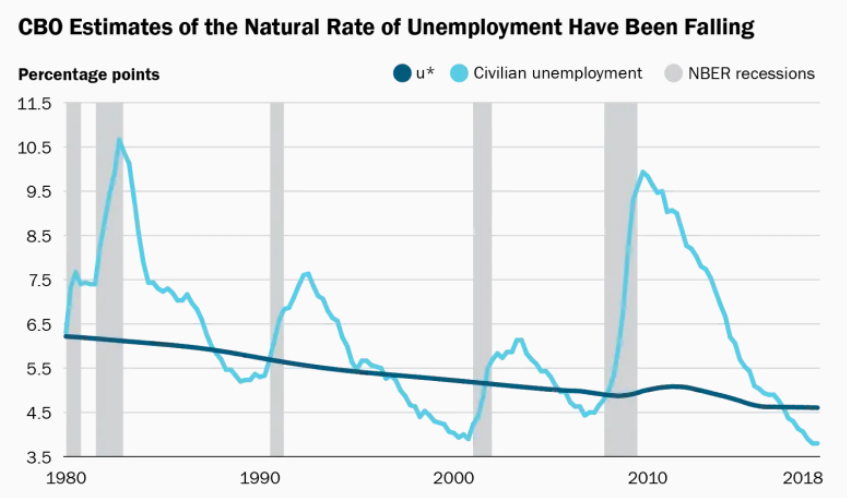 CBO Estimates of the Natural Rate of Unemployment Have Been Falling
Percentage points
u* Civilian unemployment NBER recessions
11.5
10.5
9.5
8.5
7.5
6.5
5.5
4.5
3.5
1980 1990 2000 2010 2018